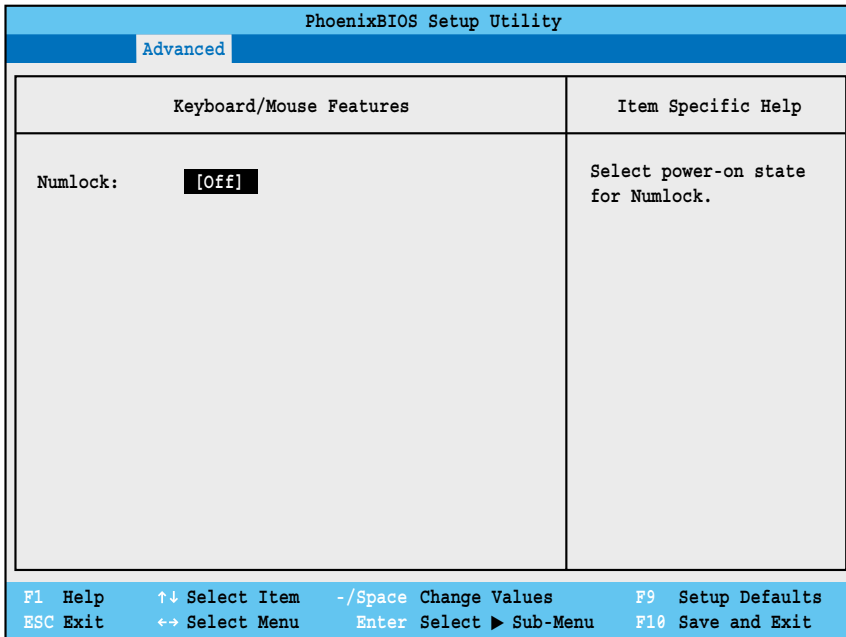 PhoenixBIOS Setup Utility
Advanced
Keyboard/Mouse Features
Item Specific Help
Numlock: [Off]
Select power-on state
for Numlock.
F1 Help ↑↓ Select Item -/Space Change Values F9 Setup Defaults
ESC Exit ←→ Select Menu Enter Select ▶ Sub-Menu F10 Save and Exit